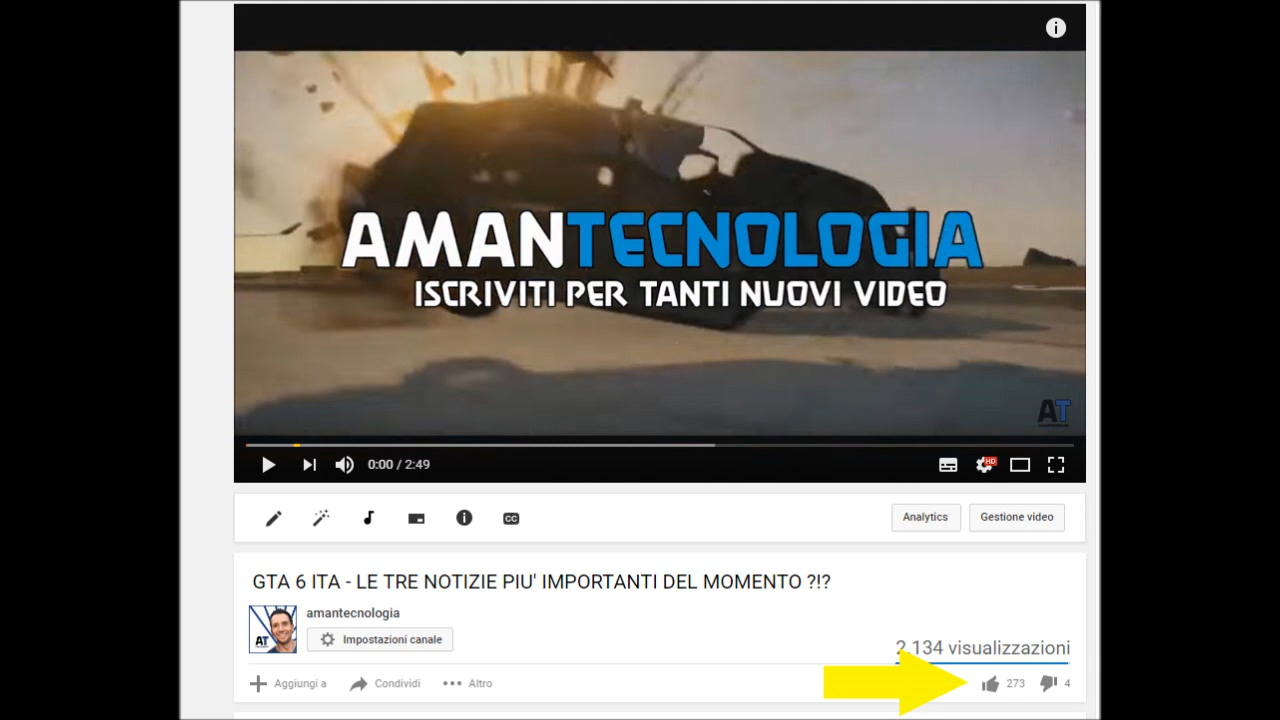 AMANTECNOLOGIA
ISCRIVITI PER TANTI NUOVI VIDEO
AT
0:00 / 2:49
HD
CC
Analytics
Gestione video
GTA 6 ITA - LE TRE NOTIZIE PIU' IMPORTANTI DEL MOMENTO ?!?
amantecnologia
AT
Impostazioni canale
2.134 visualizzazioni
Aggiungi a
Condividi
Altro
273
4